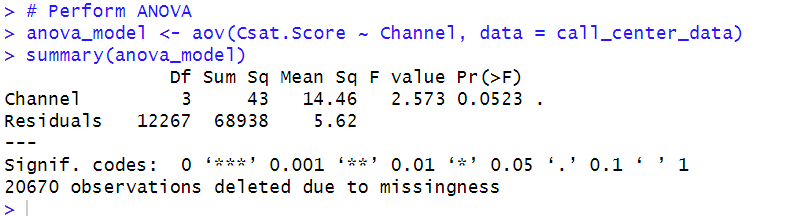 > # Perform ANOVA
> anova_model <- aov(Csat.Score ~ Channel, data = call_center_data)
> summary(anova_model)
               Df Sum Sq Mean Sq F value Pr(>F)
Channel         3     43   14.46   2.573 0.0523 .
Residuals   12267  68938    5.62
---
Signif. codes:  0 ‘***’ 0.001 ‘**’ 0.01 ‘*’ 0.05 ‘.’ 0.1 ‘ ’ 1
20670 observations deleted due to missingness
>